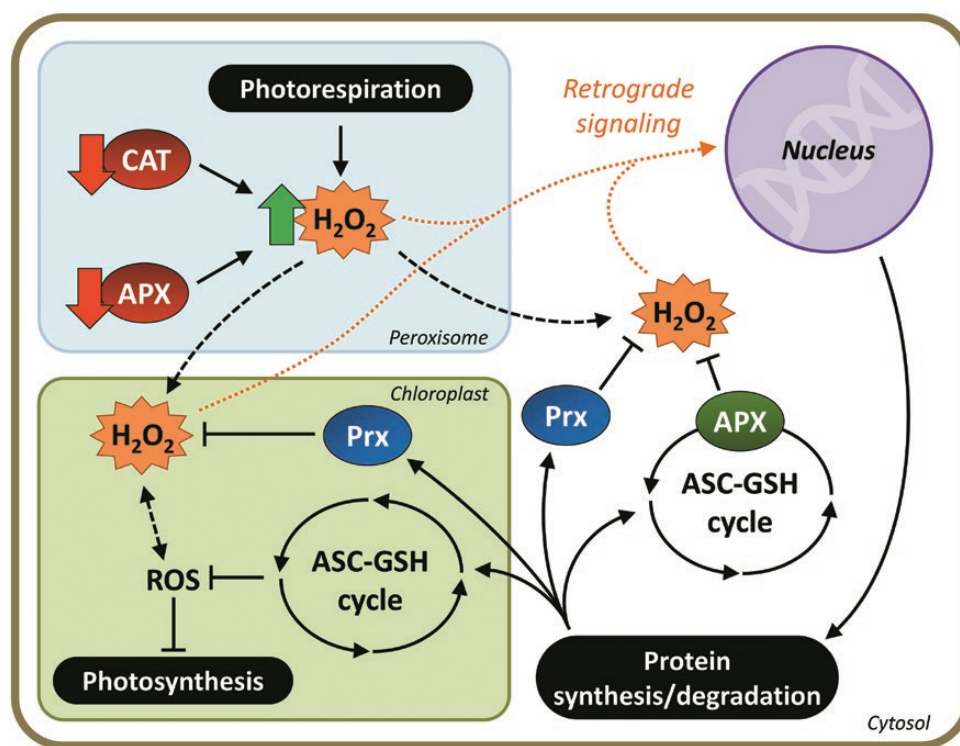 Photorespiration
CAT
H₂O₂
APX
Peroxisome
Retrograde
signaling
Nucleus
H₂O₂
Chloroplast
H₂O₂
Prx
Prx
APX
ASC-GSH
cycle
ROS
ASC-GSH
cycle
Photosynthesis
Protein
synthesis/degradation
Cytosol